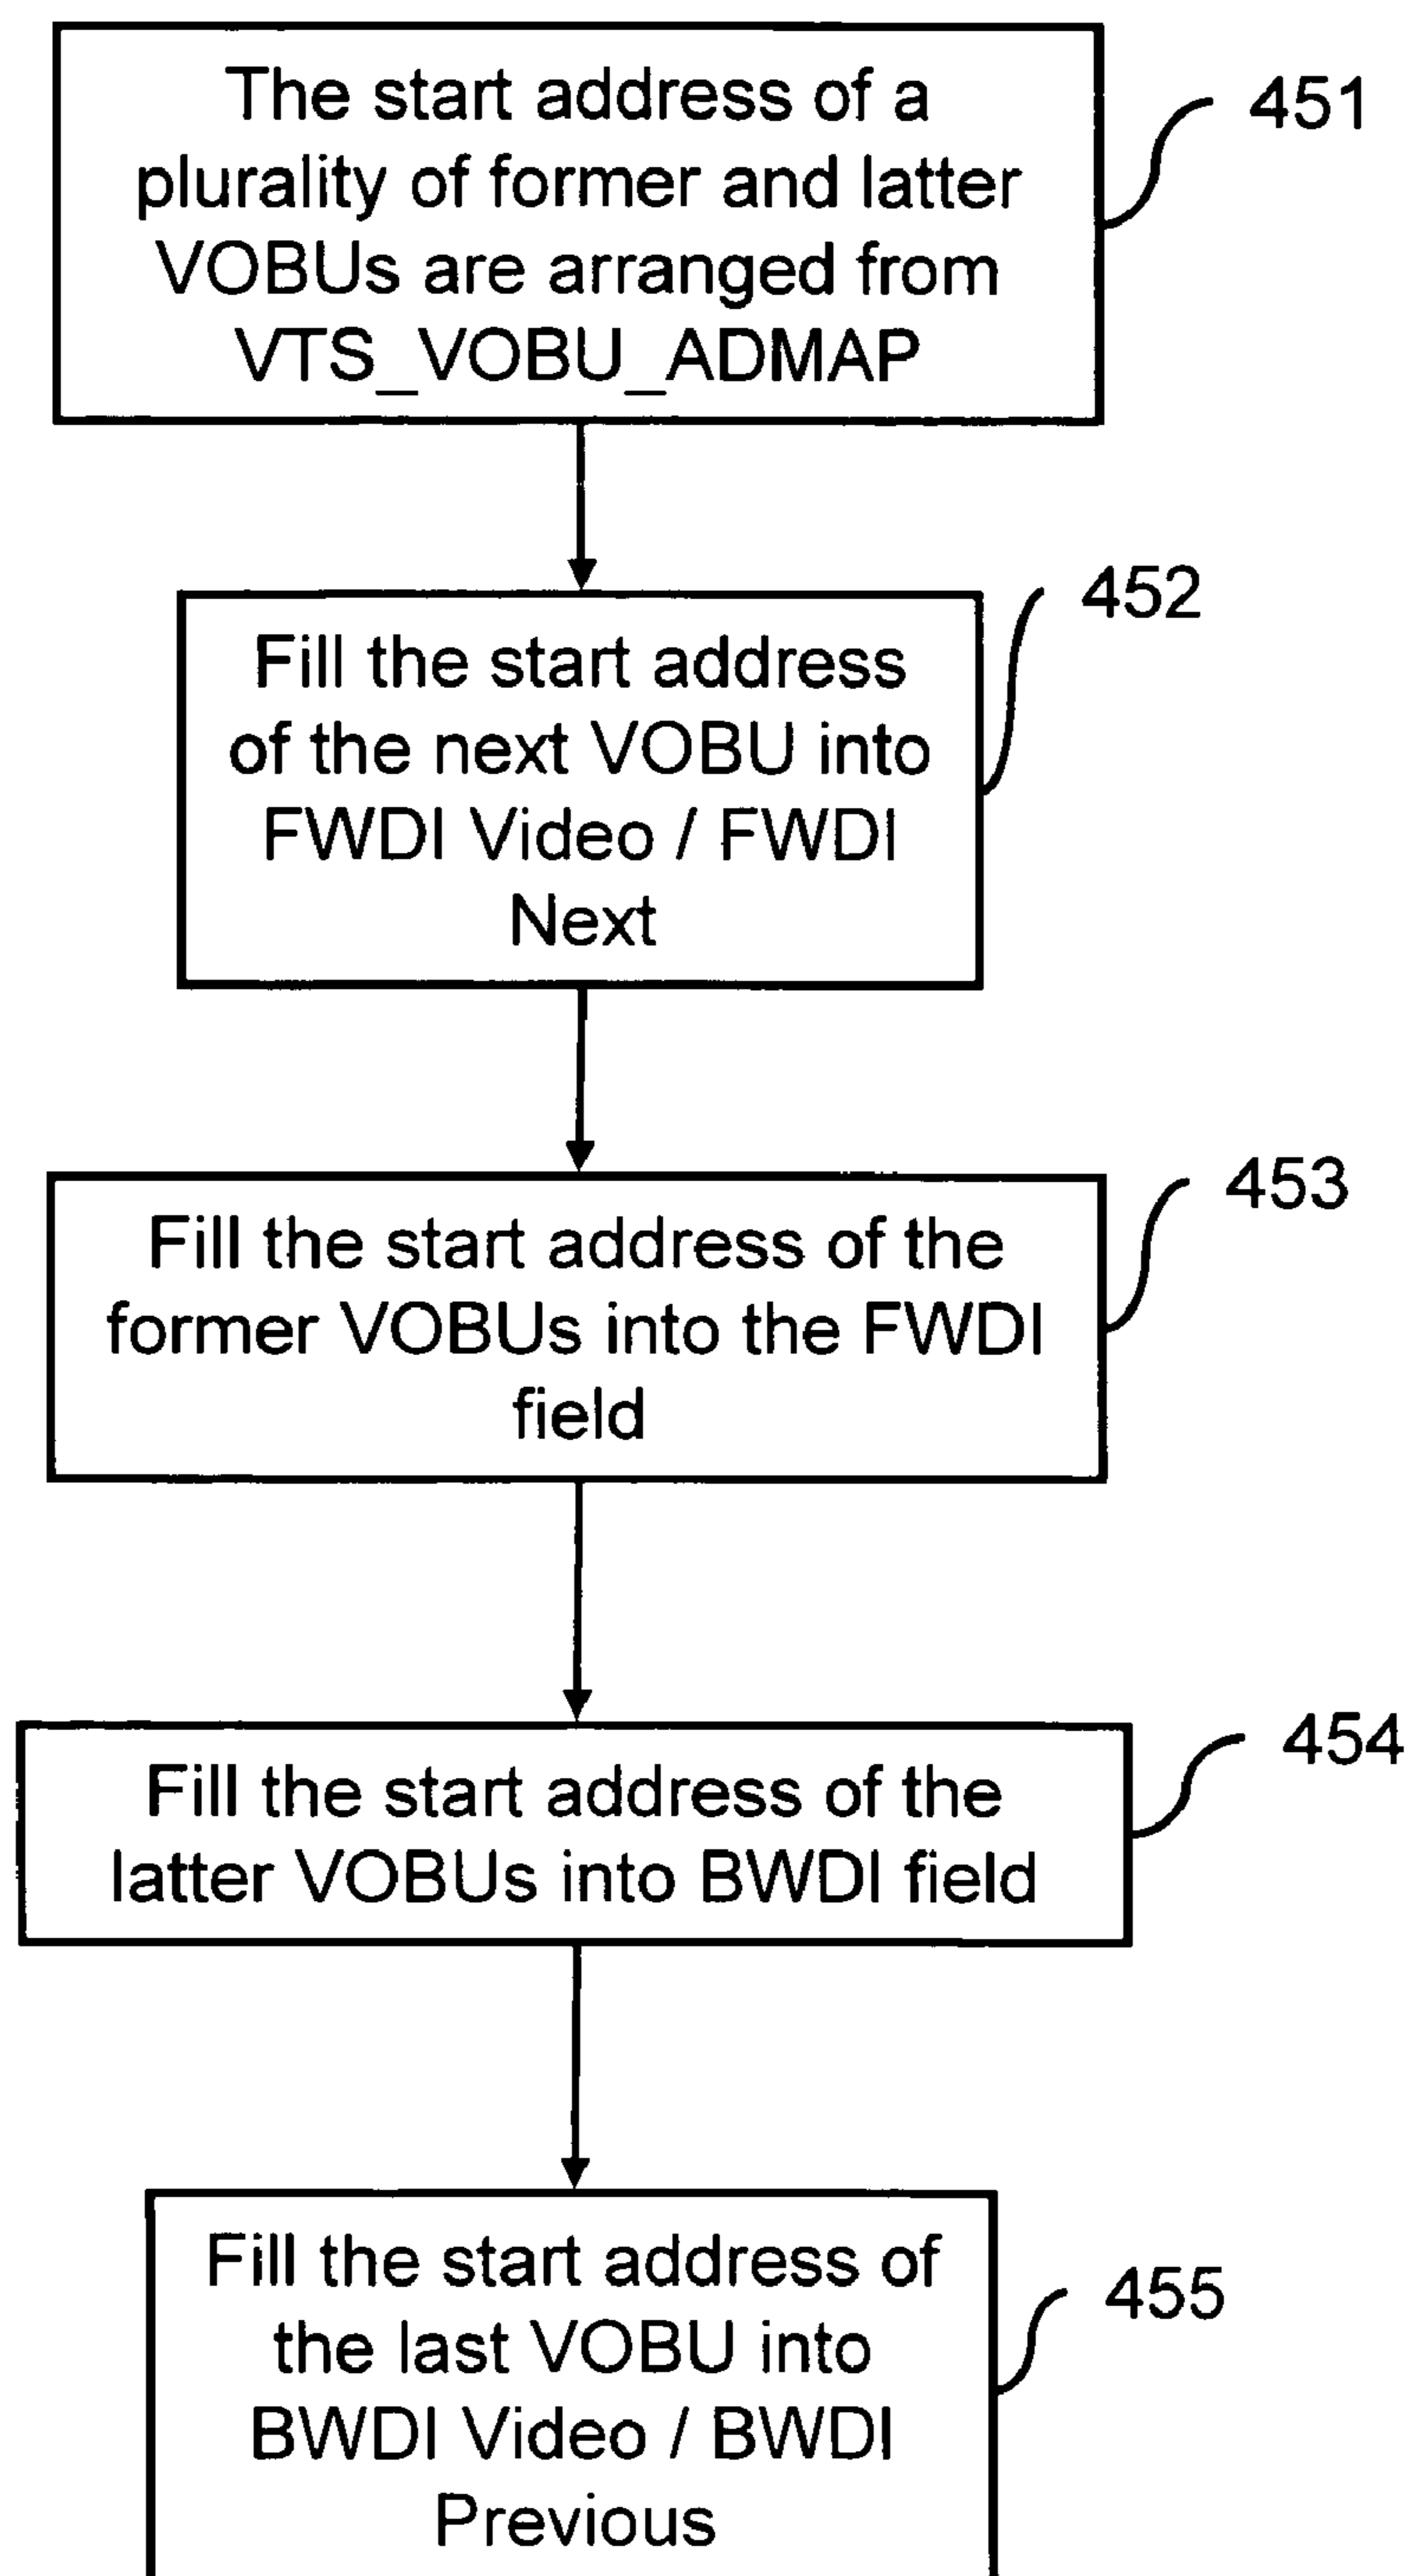 The start address of a
plurality of former and latter
VOBUs are arranged from
VTS_VOBU_ADMAP
451
Fill the start address
of the next VOBU into
FWDI Video / FWDI
Next
452
Fill the start address of the
former VOBUs into the FWDI
field
453
Fill the start address of the
latter VOBUs into BWDI field
454
Fill the start address of
the last VOBU into
BWDI Video / BWDI
Previous
455